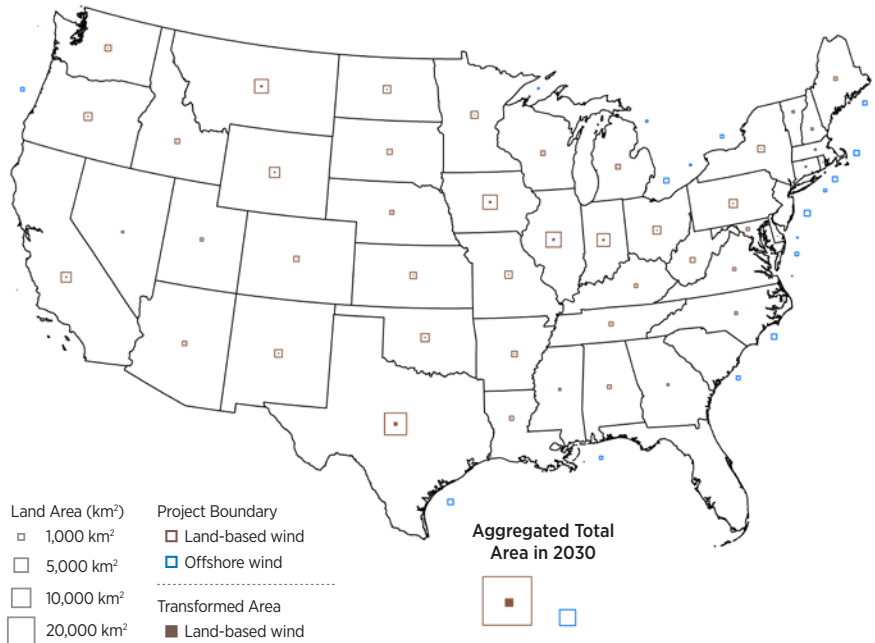 Land Area (km²)
1,000 km²
5,000 km²
10,000 km²
20,000 km²
Project Boundary
Land-based wind
Offshore wind
Transformed Area
Land-based wind
Aggregated Total
Area in 2030